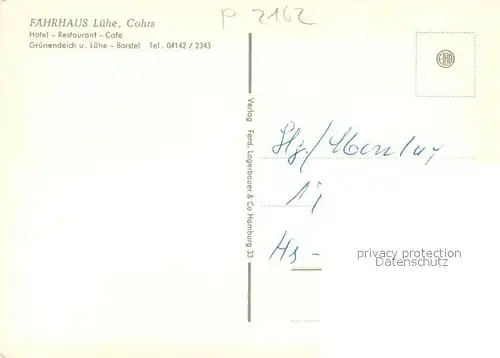 P 2162
FÄHRHAUS Lühe, Cohrs
Hotel – Restaurant – Cafe
Grünendeich u. Lühe – Borstel Tel. 04142 / 2343
Verlag Ferd. Lagerbauer & Co Hamburg 33
Hs –
privacy protection
Datenschutz